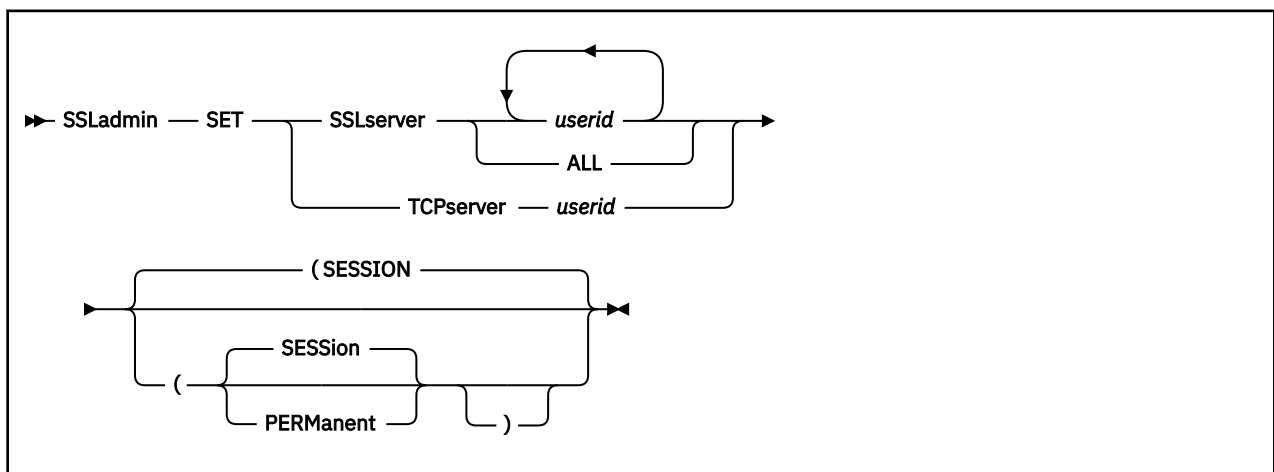 SSLadmin SET SSLserver userid
ALL
TCPserver userid
( SESSION
SESSion
(
PERManent
)